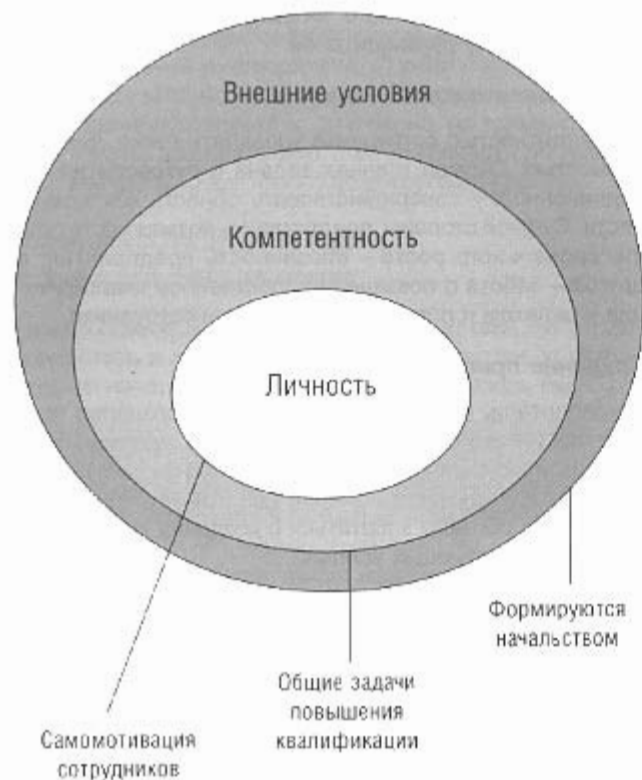 Внешние условия
Компетентность
Личность
Формируются
начальством
Общие задачи
повышения
квалификации
Самомотивация
сотрудников